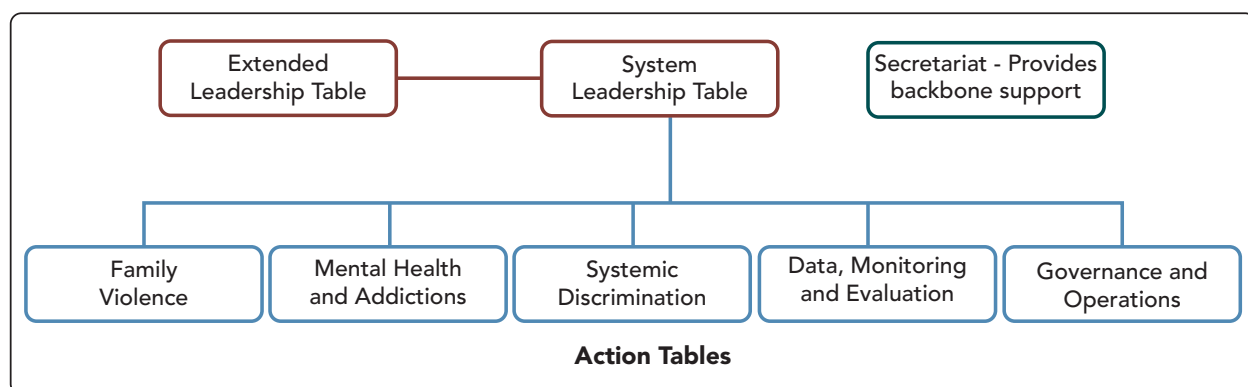 Extended
Leadership Table
System
Leadership Table
Secretariat - Provides
backbone support
Family
Violence
Mental Health
and Addictions
Systemic
Discrimination
Data, Monitoring
and Evaluation
Governance and
Operations
Action Tables